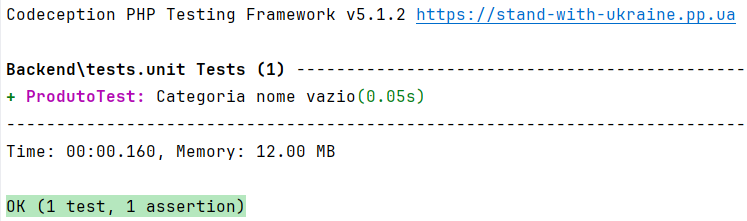 Codeception PHP Testing Framework v5.1.2 https://stand-with-ukraine.pp.ua
Backend\tests.unit Tests (1) ---------------------------------------------
+ ProdutoTest: Categoria nome vazio(0.05s)
--------------------------------------------------------------------------
Time: 00:00.160, Memory: 12.00 MB
OK (1 test, 1 assertion)